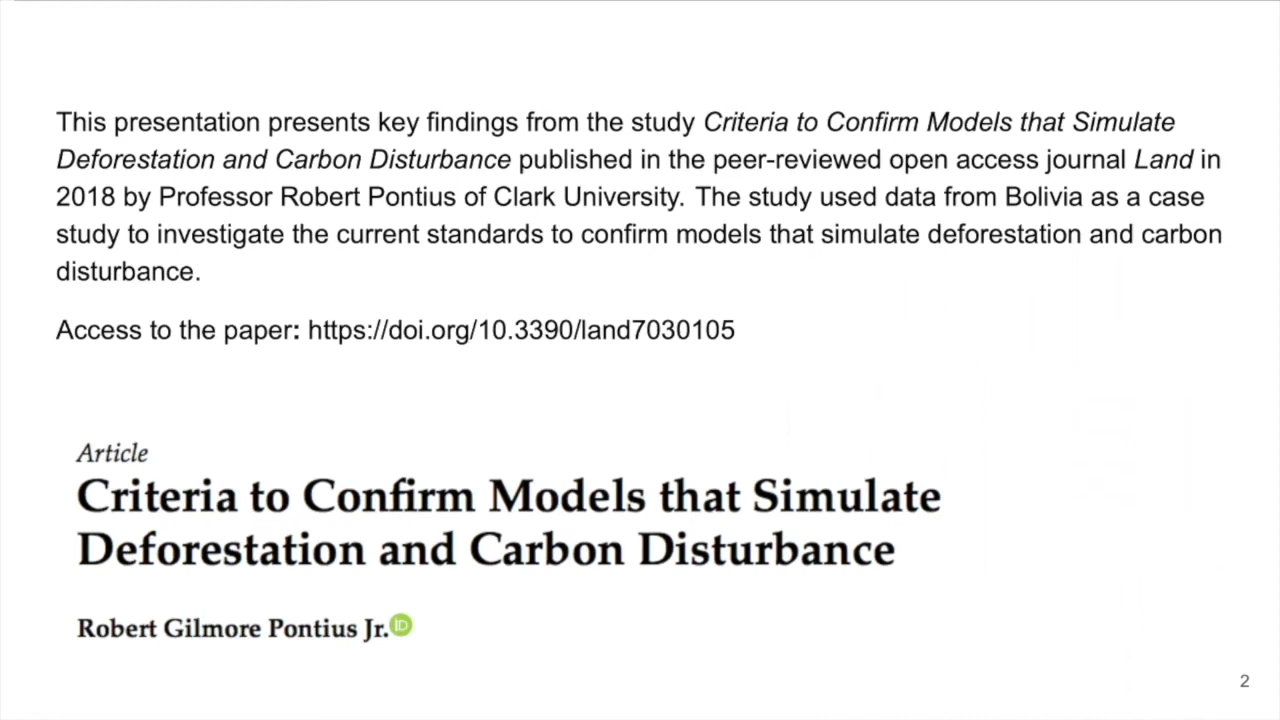 This presentation presents key findings from the study Criteria to Confirm Models that Simulate
Deforestation and Carbon Disturbance published in the peer-reviewed open access journal Land in
2018 by Professor Robert Pontius of Clark University. The study used data from Bolivia as a case
study to investigate the current standards to confirm models that simulate deforestation and carbon
disturbance.
Access to the paper: https://doi.org/10.3390/land7030105
Article
Criteria to Confirm Models that Simulate
Deforestation and Carbon Disturbance
Robert Gilmore Pontius Jr. iD
2